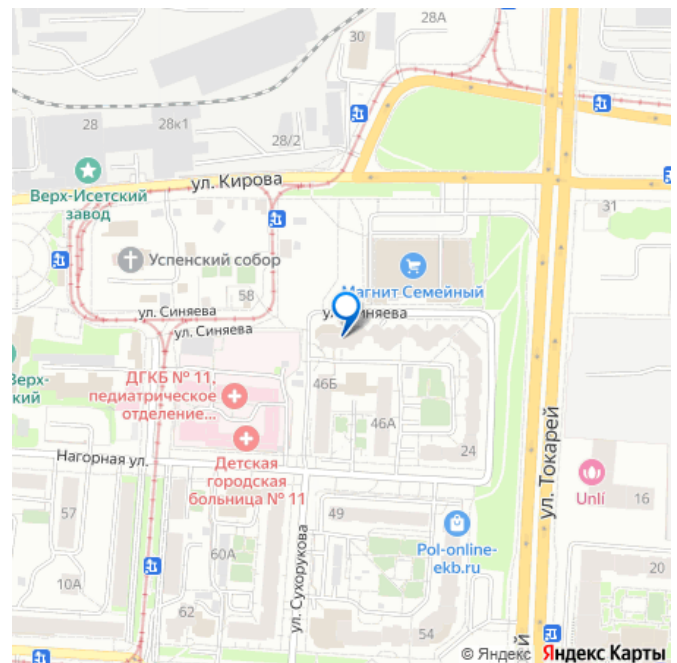 28А
30
28
28к1
28/2
ул. Кирова
Верх-Исетский
завод
31
Успенский собор
58
Магнит Семейный
ул. Синяева
ул. Синяева
ул. Синяева
Верх-
ский
ДГКБ № 11,
педиатрическое
отделение...
46Б
46А
24
Детская
городская
больница № 11
Нагорная ул.
ул. Токарей
Unlí
16
57
49
Pol-online-
ekb.ru
60А
ул. Сухорукова
10А
62
54
20
© Яндекс Яндекс Карты